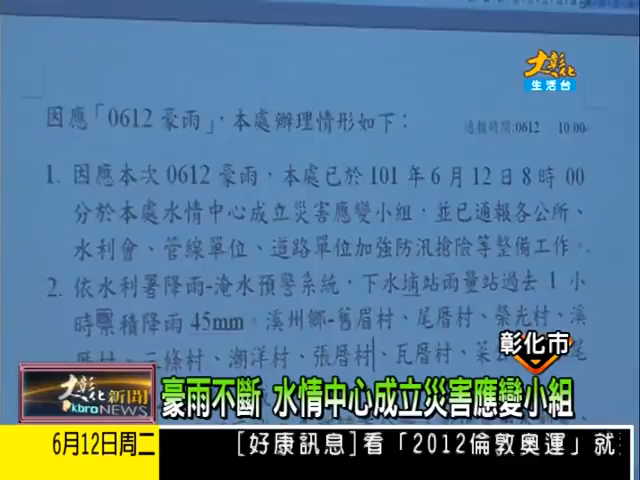 大彰化
生活台
因應「0612豪雨」,本處辦理情形如下:
通報時間:0612 10:00
1. 因應本次0612豪雨,本處已於101年6月12日8時00
分於本處水情中心成立災害應變小組,並已通報各公所、
水利會、管線單位、道路單位加強防汛搶險等整備工作。
2. 依水利署降雨-淹水預警系統,下水埔站雨量站過去1小
時累積降雨45mm。溪州鄉-舊眉村、尾厝村、榮光村、溪
厝村、三條村、潮洋村、張厝村、瓦厝村、菜
彰化市
大彰化新聞
kbro NEWS
豪雨不斷 水情中心成立災害應變小組
6月12日周二
[好康訊息]看「2012倫敦奧運」就